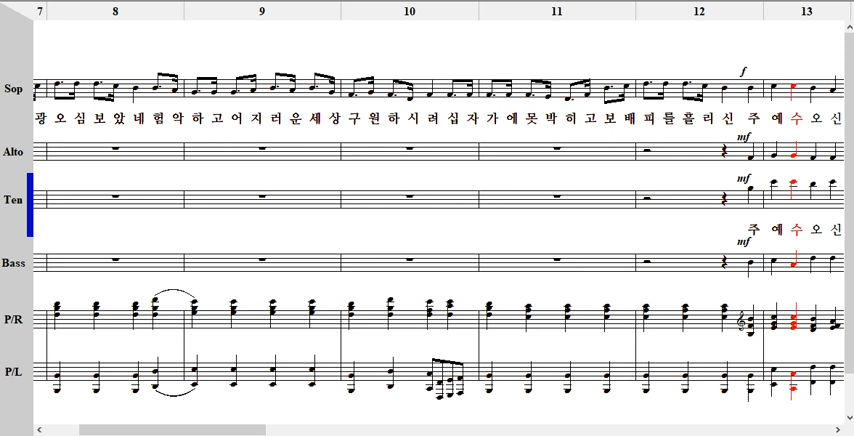 7 8 9 10 11 12 13
f
Sop
광 오 심 보 았 네 험 악 하 고 어 지 러 운 세 상 구 원 하 시 려 십 자 가 에 못 박 히 고 보 배 피 를 흘 리 신 주 예 수 오 신
mf
Alto
mf
Ten
주 예 수 오 신
mf
Bass
P/R
P/L